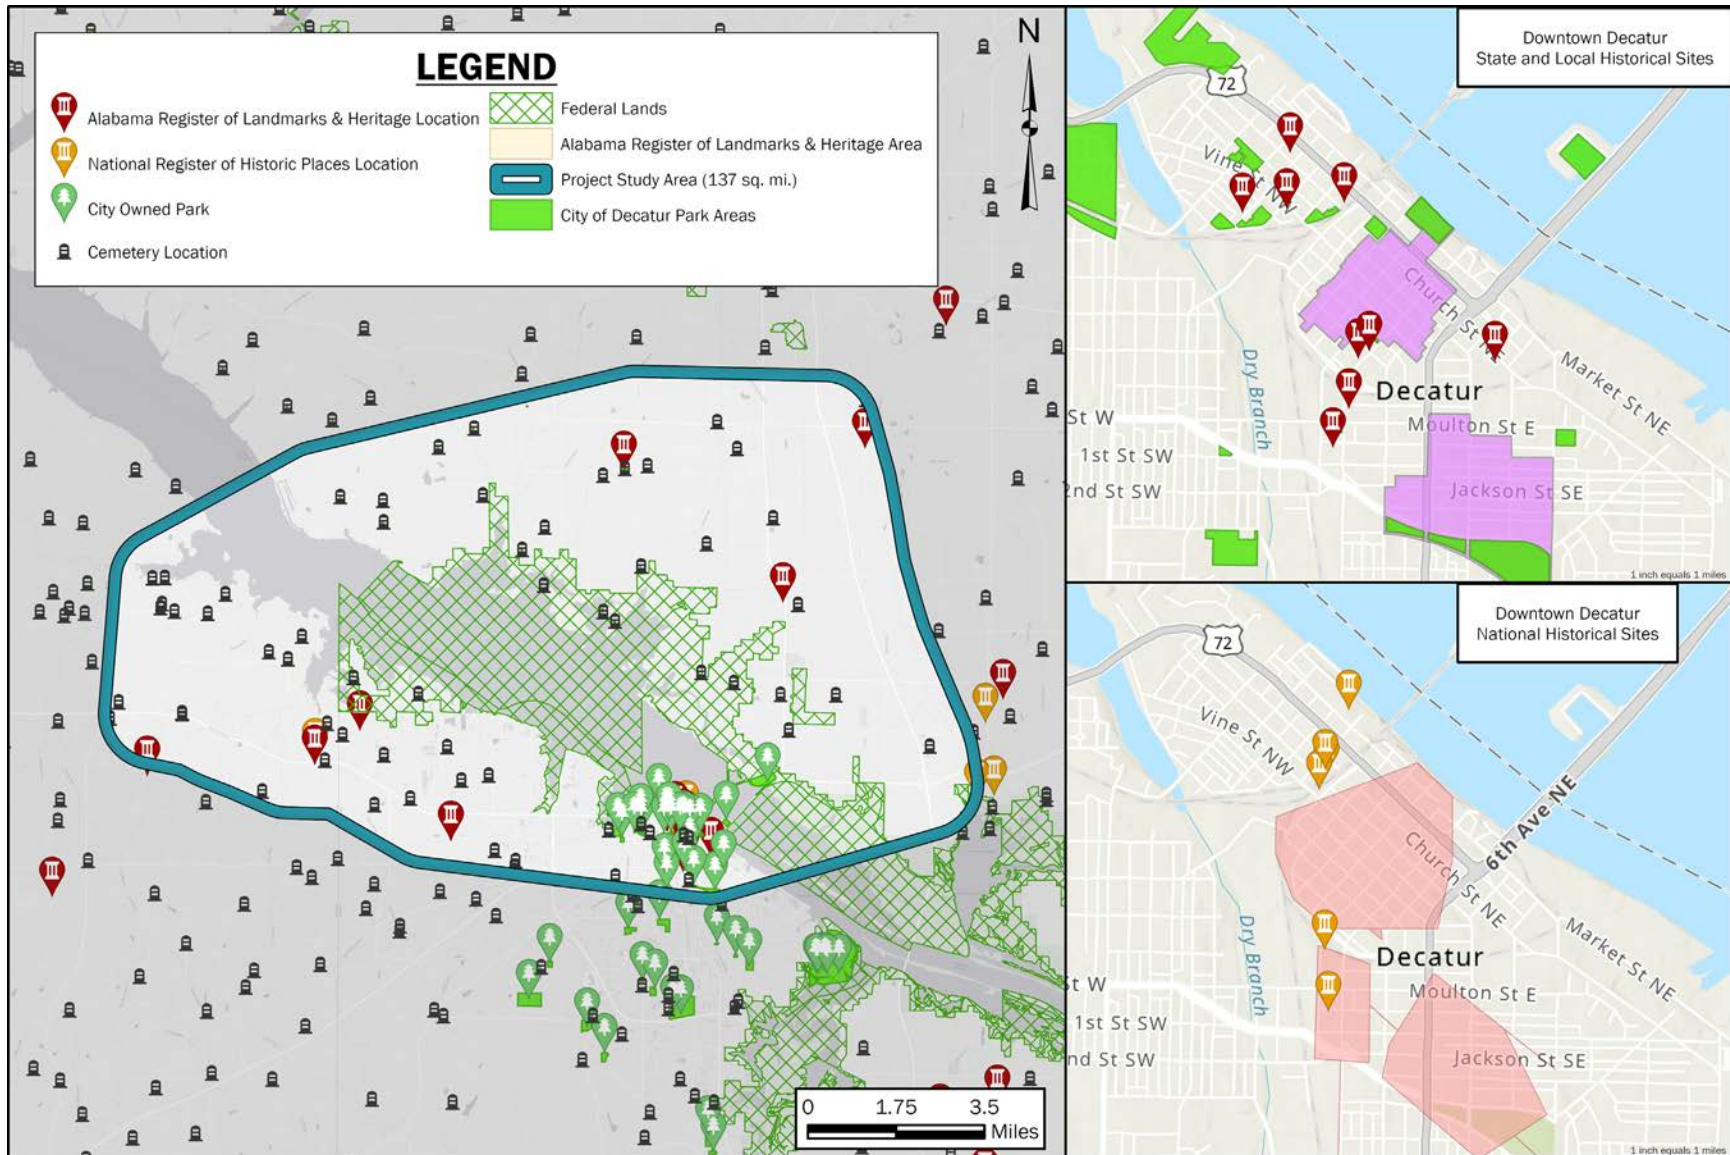 LEGEND
Alabama Register of Landmarks & Heritage Location
National Register of Historic Places Location
City Owned Park
Cemetery Location
Federal Lands
Alabama Register of Landmarks & Heritage Area
Project Study Area (137 sq. mi.)
City of Decatur Park Areas
N
0 1.75 3.5
Miles
Downtown Decatur
State and Local Historical Sites
72
Vine St NW
Church St NE
Market St NE
Dry Branch
Decatur
St W
Moulton St E
1st St SW
2nd St SW
Jackson St SE
1 inch equals 1 miles
Downtown Decatur
National Historical Sites
72
Vine St NW
6th Ave NE
Church St NE
Market St NE
Dry Branch
Decatur
St W
Moulton St E
1st St SW
nd St SW
Jackson St SE
1 inch equals 1 miles